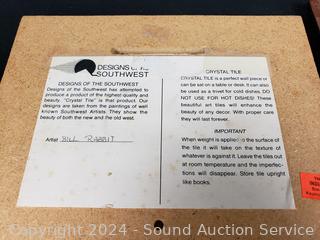 DESIGNS OF THE
SOUTHWEST
DESIGNS OF THE SOUTHWEST
Designs of the Southwest has attempted to
produce a product of the highest quality and
beauty. "Crystal Tile" is that product. Our
designs are taken from the paintings of well
known Southwest Artists. They show the
beauty of both the new and the old west.
Artist BILL RABBIT
CRYSTAL TILE
CRYSTAL TILE is a perfect wall piece or
can be set on a table or desk. It can also
be used as a trivet for cold dishes. DO
NOT USE FOR HOT DISHES! These
beautiful art tiles will enhance the
beauty of any decor. With proper care
they will last forever.
IMPORTANT
When weight is applied to the surface of
the tile it will take on the texture of
whatever is against it. Leave the tiles out
at room temperature and the imperfec-
tions will disappear. Store tile upright
like books.
Copyright 2024 - Sound Auction Service